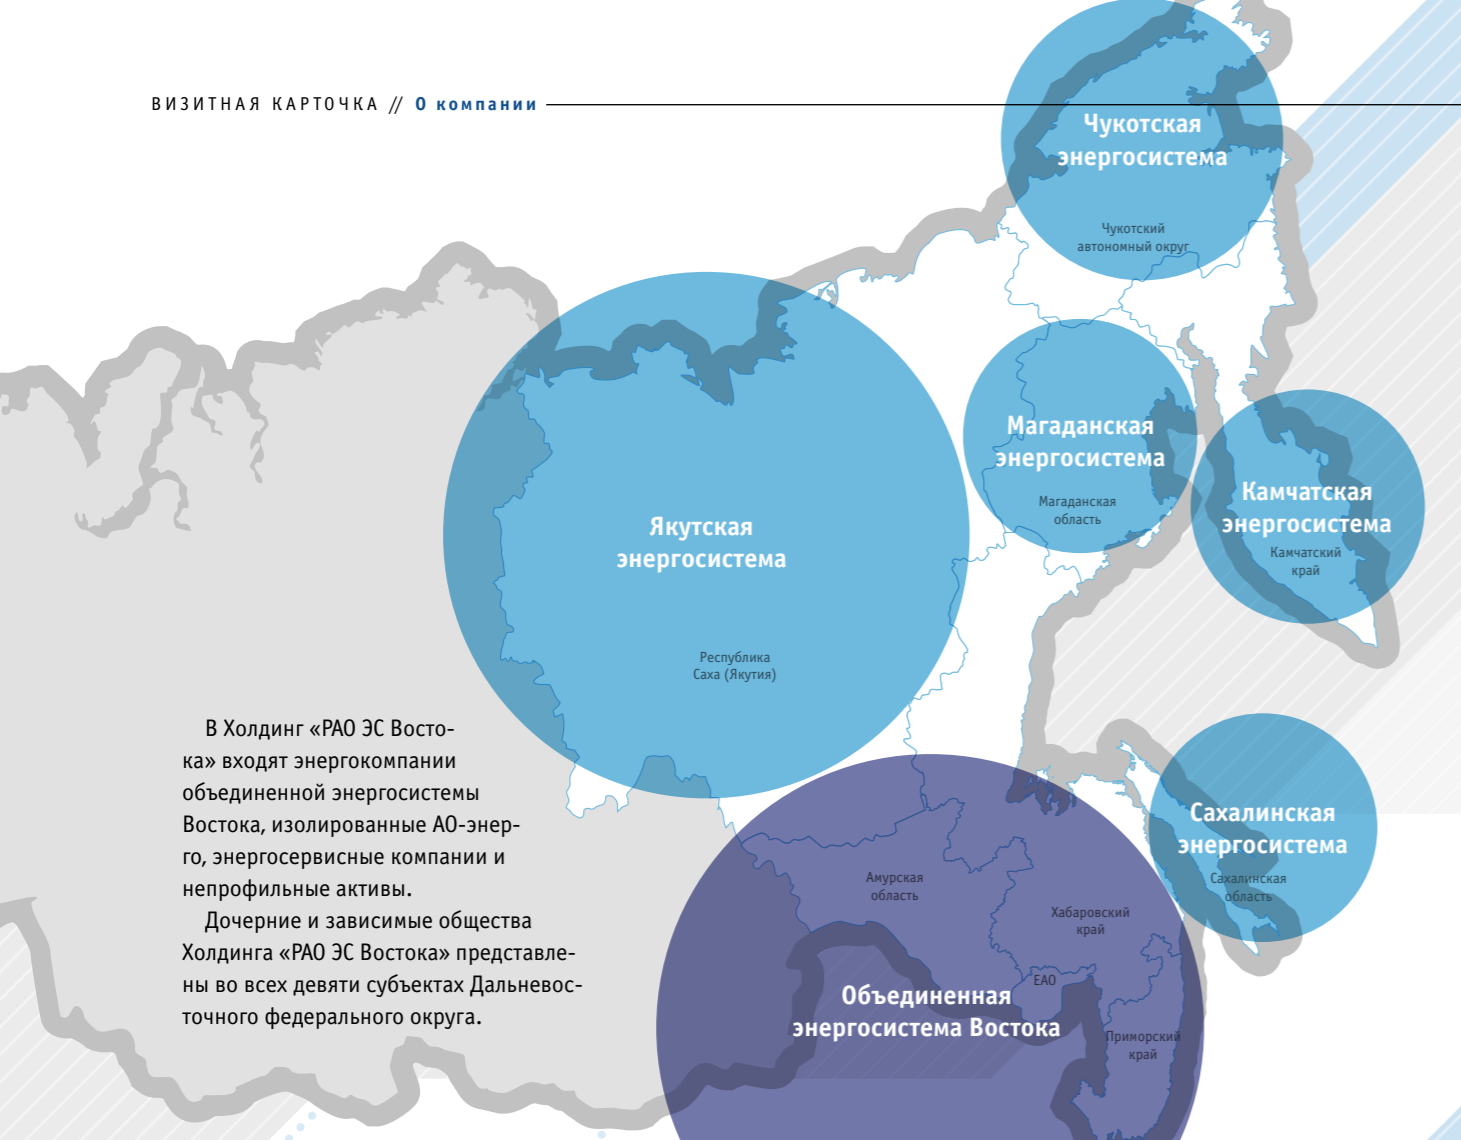 ВИЗИТНАЯ КАРТОЧКА // О компании
Чукотская
энергосистема
Чукотский
автономный округ
Магаданская
энергосистема
Магаданская
область
Камчатская
энергосистема
Камчатский
край
Якутская
энергосистема
Республика
Саха (Якутия)
В Холдинг «РАО ЭС Восто-
ка» входят энергокомпании
объединенной энергосистемы
Востока, изолированные АО-энер-
го, энергосервисные компании и
непрофильные активы.
Дочерние и зависимые общества
Холдинга «РАО ЭС Востока» представле-
ны во всех девяти субъектах Дальневос-
точного федерального округа.
Сахалинская
энергосистема
Сахалинская
область
Амурская
область
Хабаровский
край
ЕАО
Объединенная
энергосистема Востока
Приморский
край